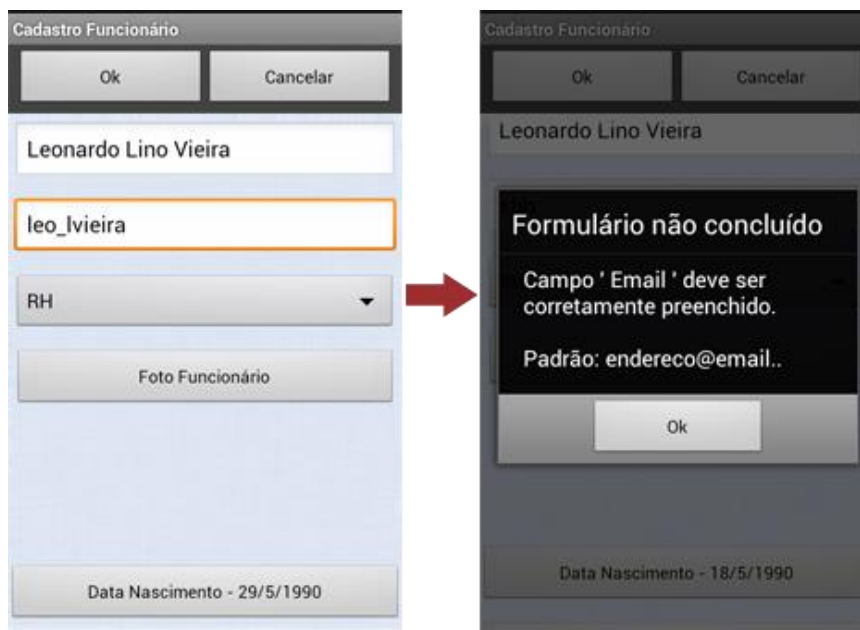 Cadastro Funcionário
Ok Cancelar
Leonardo Lino Vieira
leo_lvieira
RH
Foto Funcionário
Data Nascimento - 29/5/1990
Cadastro Funcionário
Ok Cancelar
Leonardo Lino Vieira
Formulário não concluído
Campo ' Email ' deve ser
corretamente preenchido.
Padrão: endereco@email..
Ok
Data Nascimento - 18/5/1990